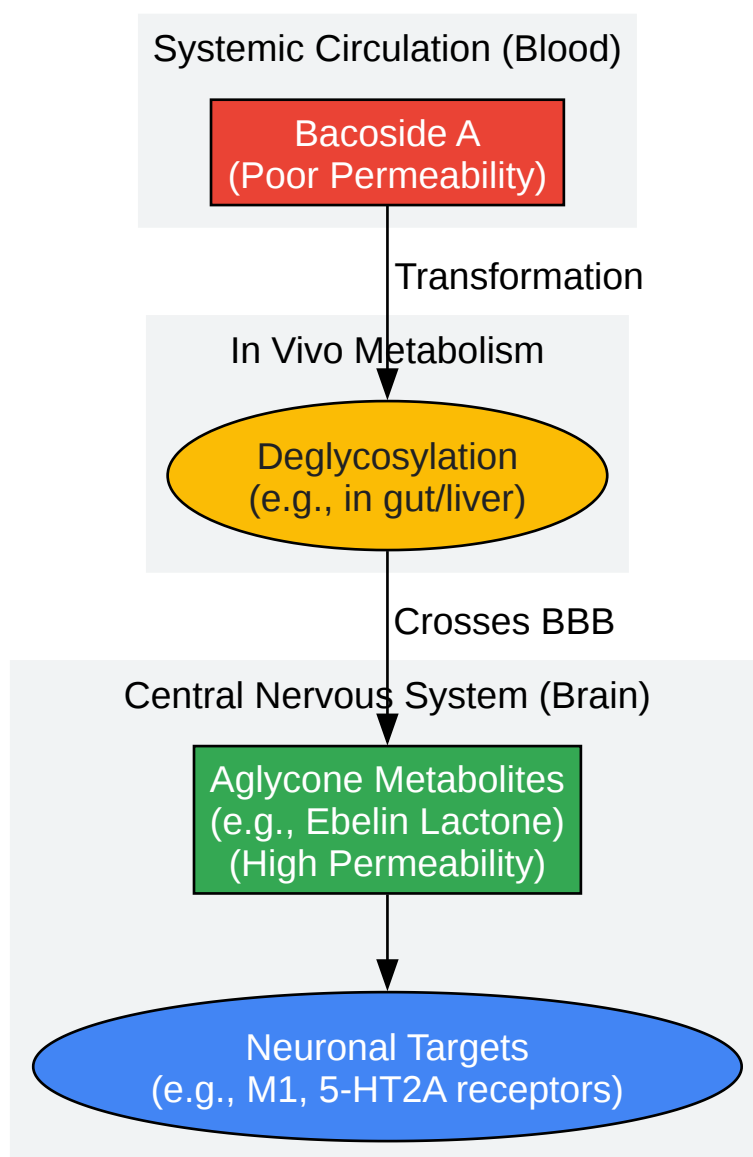 Systemic Circulation (Blood)
Bacoside A
(Poor Permeability)
Transformation
In Vivo Metabolism
Deglycosylation
(e.g., in gut/liver)
Crosses BBB
Central Nervous System (Brain)
Aglycone Metabolites
(e.g., Ebelin Lactone)
(High Permeability)
Neuronal Targets
(e.g., M1, 5-HT2A receptors)